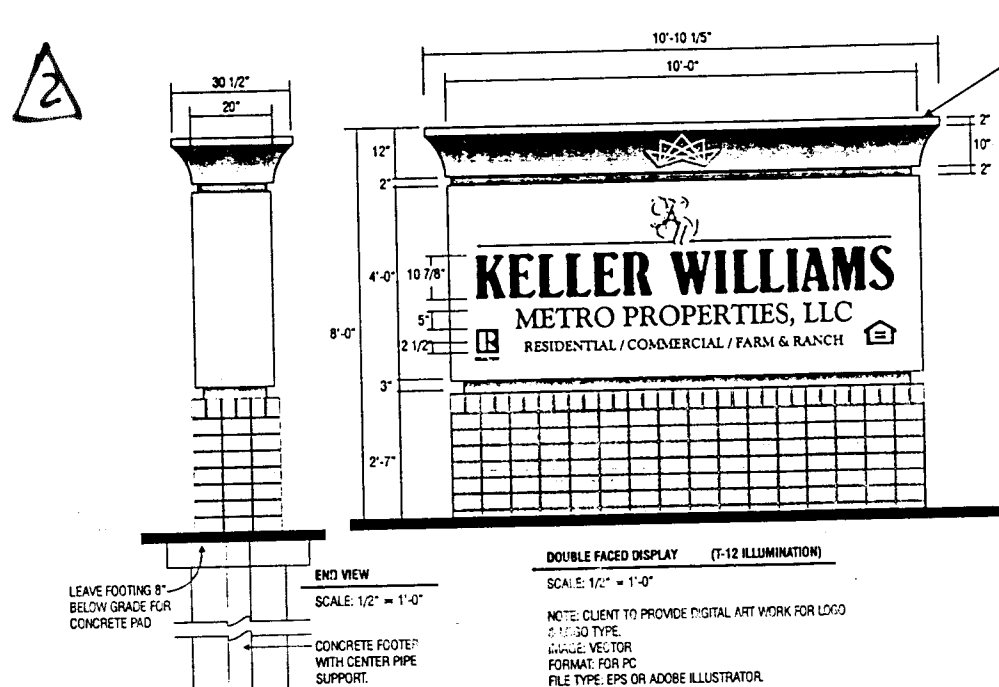 2
30 1/2"
20"
10'-10 1/5"
10'-0"
12"
2"
4'-0"
10 7/8"
5"
2 1/2"
8'-0"
3"
2'-7"
2"
10"
2"
KELLER WILLIAMS
METRO PROPERTIES, LLC
RESIDENTIAL / COMMERCIAL / FARM & RANCH
R
REALTOR
LEAVE FOOTING 8"
BELOW GRADE FOR
CONCRETE PAD
END VIEW
SCALE: 1/2" = 1'-0"
CONCRETE FOOTER
WITH CENTER PIPE
SUPPORT.
DOUBLE FACED DISPLAY (T-12 ILLUMINATION)
SCALE: 1/2" = 1'-0"
NOTE: CLIENT TO PROVIDE DIGITAL ART WORK FOR LOGO
& LOGO TYPE.
IMAGE: VECTOR
FORMAT: FOR PC
FILE TYPE: EPS OR ADOBE ILLUSTRATOR.